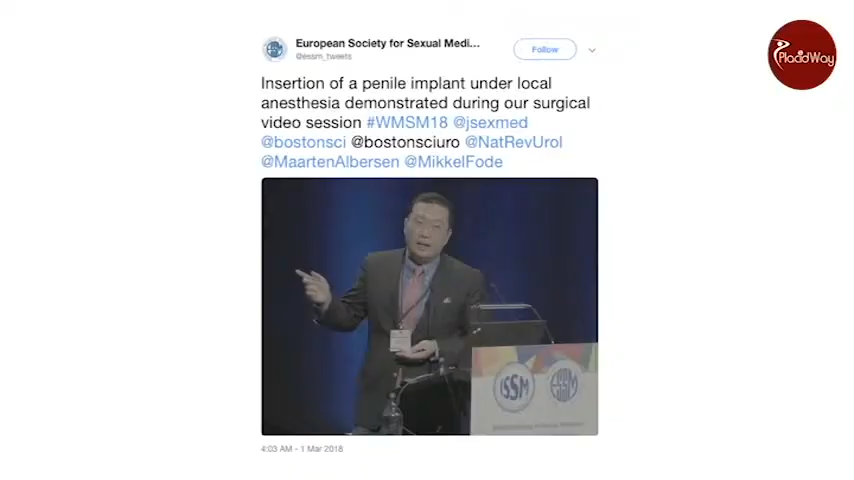 European Society for Sexual Medi...
@essm_tweets
Follow
PlacidWay
Insertion of a penile implant under local
anesthesia demonstrated during our surgical
video session #WMSM18 @jsexmed
@bostonsci @bostonsciuro @NatRevUrol
@MaartenAlbersen @MikkelFode
ISSM
ESSM
4:03 AM - 1 Mar 2018